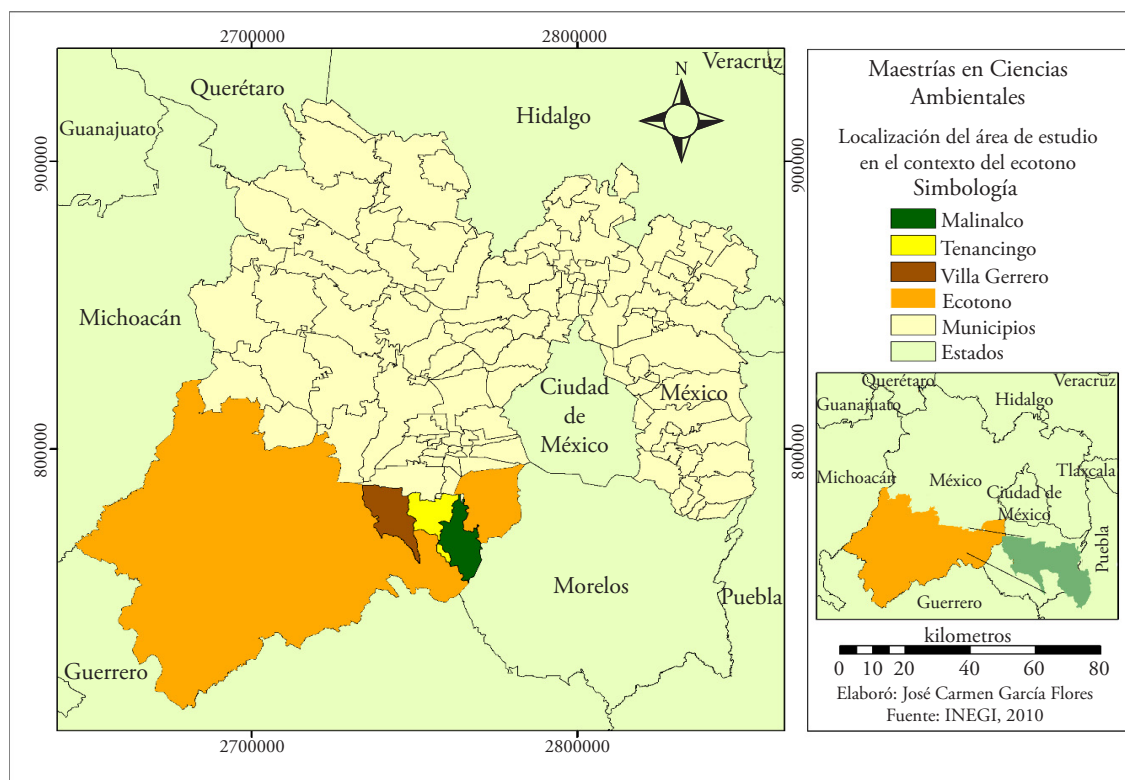 2700000
2800000
Veracruz
Querétaro
N
Hidalgo
Guanajuato
900000
900000
Michoacán
Ciudad
de
México
México
800000
800000
Morelos
Puebla
Guerrero
2700000
2800000
Maestrías en Ciencias
Ambientales
Localización del área de estudio
en el contexto del ecotono
Simbología
Malinalco
Tenancingo
Villa Gerrero
Ecotono
Municipios
Estados
Querétaro
Veracruz
Guanajuato
Hidalgo
Michoacán
México
Tlaxcala
Ciudad de
México
Puebla
Guerrero
kilometros
0 5 10 20 40 60 80
Elaboró: José Carmen García Flores
Fuente: INEGI, 2010